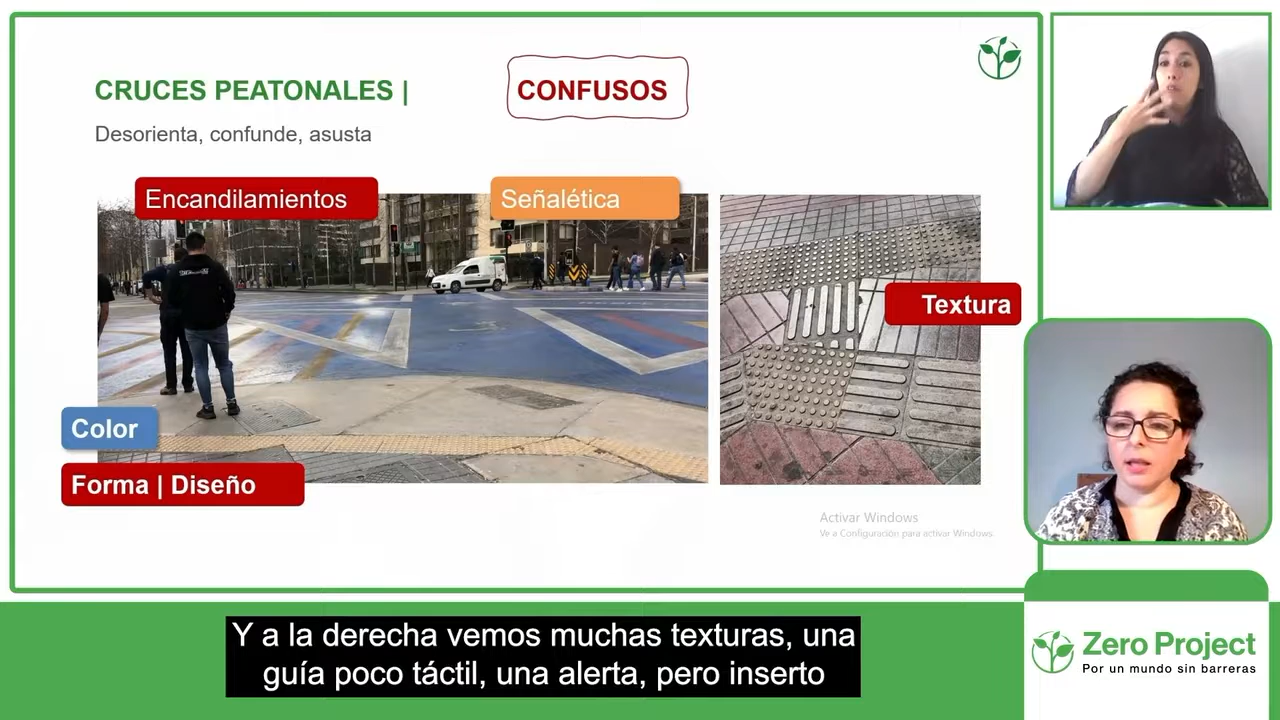 CRUCES PEATONALES |
CONFUSOS
Desorienta, confunde, asusta
Encandilamientos
Señalética
Textura
Color
Forma | Diseño
Activar Windows
Ve a Configuración para activar Windows.
Y a la derecha vemos muchas texturas, una
guía poco táctil, una alerta, pero inserto
Zero Project
Por un mundo sin barreras